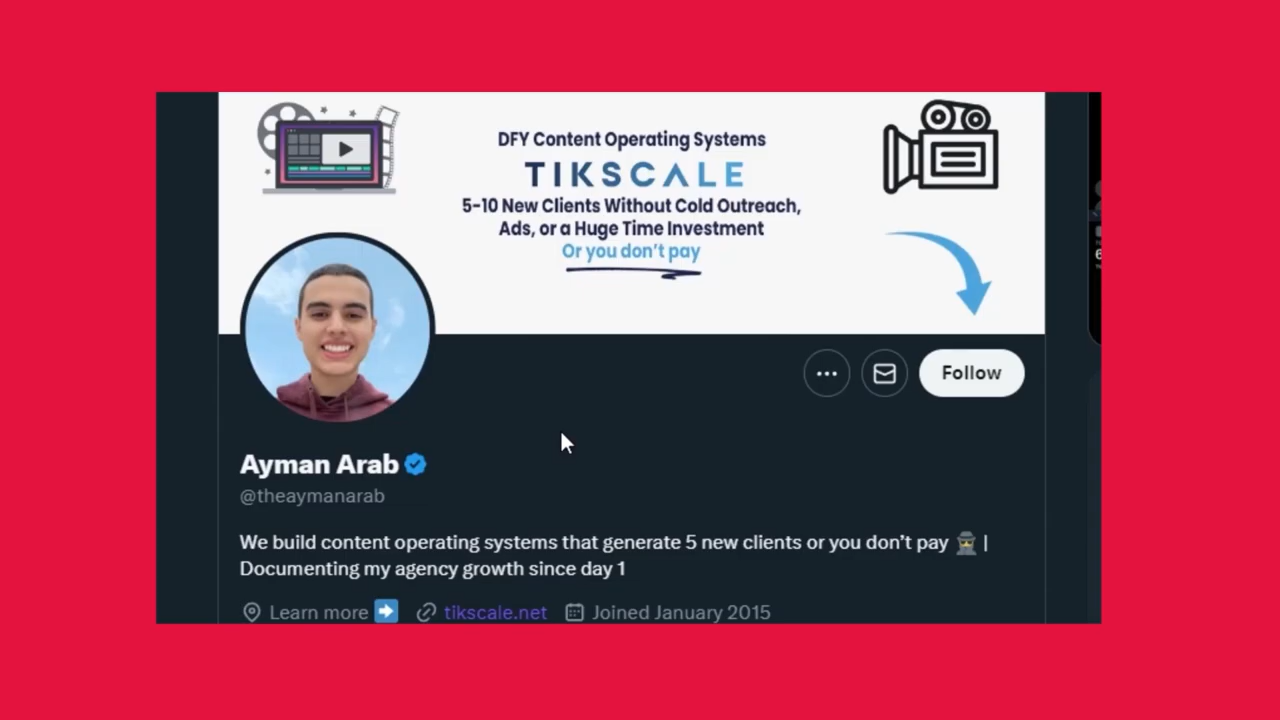 DFY Content Operating Systems
TIKSCALE
5-10 New Clients Without Cold Outreach,
Ads, or a Huge Time Investment
Or you don't pay
Follow
Ayman Arab
@theaymanarab
We build content operating systems that generate 5 new clients or you don’t pay |
Documenting my agency growth since day 1
Learn more tikscale.net Joined January 2015